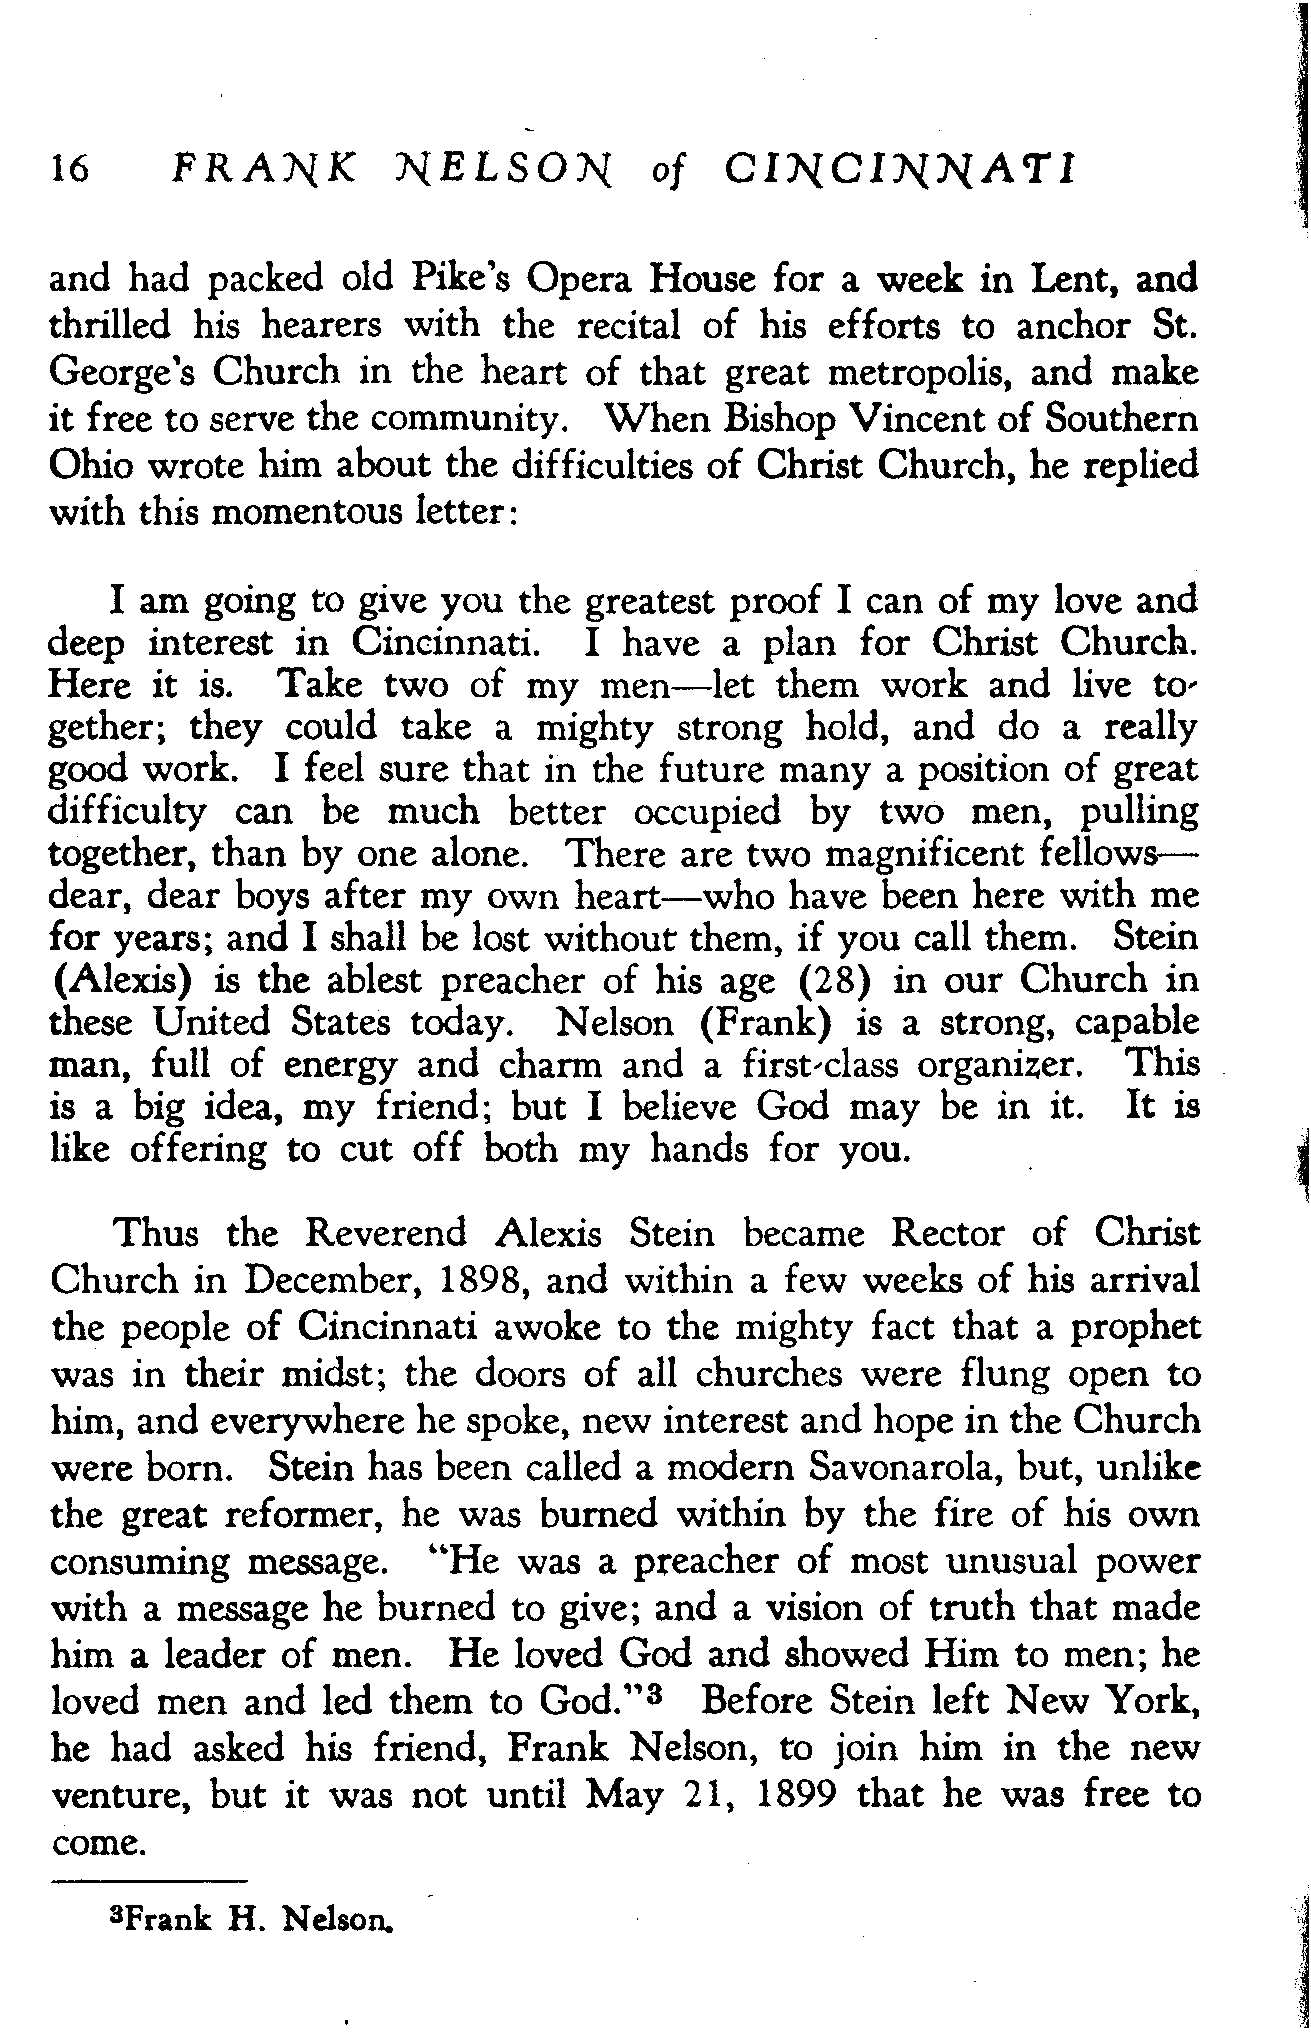 16 FRANK NELSON of CINCINNATI
and had packed old Pike's Opera House for a week in Lent, and
thrilled his hearers with the recital of his efforts to anchor St.
George's Church in the heart of that great metropolis, and make
it free to serve the community. When Bishop Vincent of Southern
Ohio wrote him about the difficulties of Christ Church, he replied
with this momentous letter:
I am going to give you the greatest proof I can of my love and
deep interest in Cincinnati. I have a plan for Christ Church.
Here it is. Take two of my men—let them work and live to-
gether; they could take a mighty strong hold, and do a really
good work. I feel sure that in the future many a position of great
difficulty can be much better occupied by two men, pulling
together, than by one alone. There are two magnificent fellows—
dear, dear boys after my own heart—who have been here with me
for years; and I shall be lost without them, if you call them. Stein
(Alexis) is the ablest preacher of his age (28) in our Church in
these United States today. Nelson (Frank) is a strong, capable
man, full of energy and charm and a first-class organizer. This
is a big idea, my friend; but I believe God may be in it. It is
like offering to cut off both my hands for you.
Thus the Reverend Alexis Stein became Rector of Christ
Church in December, 1898, and within a few weeks of his arrival
the people of Cincinnati awoke to the mighty fact that a prophet
was in their midst; the doors of all churches were flung open to
him, and everywhere he spoke, new interest and hope in the Church
were born. Stein has been called a modern Savonarola, but, unlike
the great reformer, he was burned within by the fire of his own
consuming message. "He was a preacher of most unusual power
with a message he burned to give; and a vision of truth that made
him a leader of men. He loved God and showed Him to men; he
loved men and led them to God."³ Before Stein left New York,
he had asked his friend, Frank Nelson, to join him in the new
venture, but it was not until May 21, 1899 that he was free to
come.
³Frank H. Nelson.